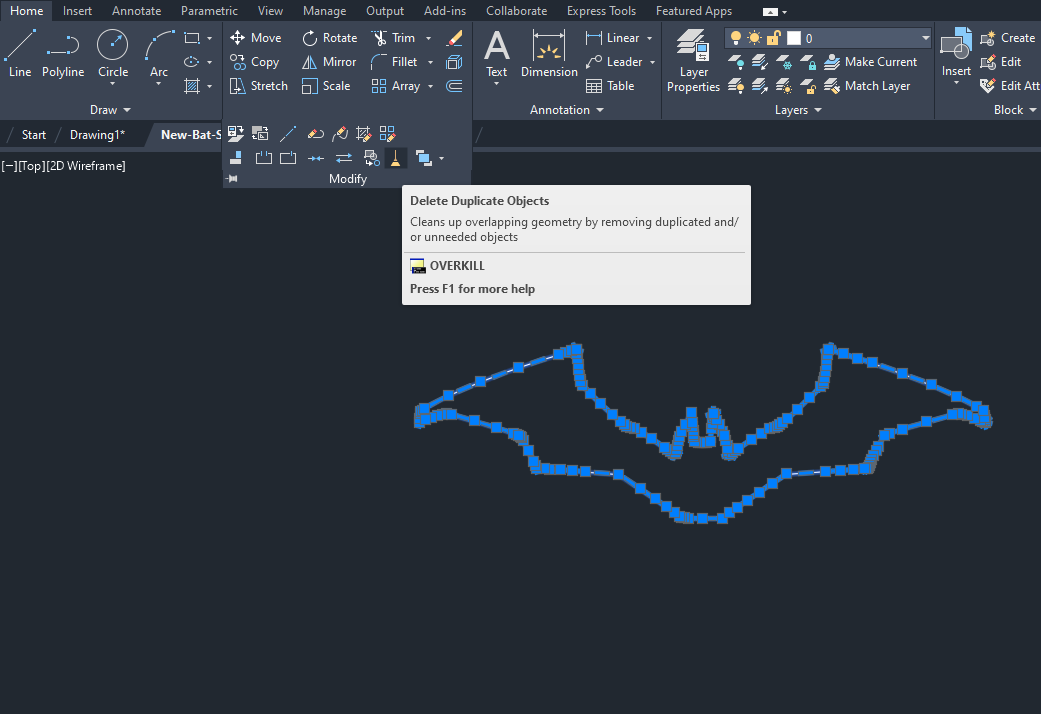 Home Insert Annotate Parametric View Manage Output Add-ins Collaborate Express Tools Featured Apps
Line Polyline Circle Arc
Move Rotate Trim
Copy Mirror Fillet
Stretch Scale Array
Text Dimension
Linear
Leader
Table
Layer
Properties
0
Make Current
Match Layer
Insert
Create
Edit
Edit Att
Draw Annotation Layers Block
Start Drawing1* New-Bat-S
[−][Top][2D Wireframe]
Modify
Delete Duplicate Objects
Cleans up overlapping geometry by removing duplicated and/
or unneeded objects
OVERKILL
Press F1 for more help